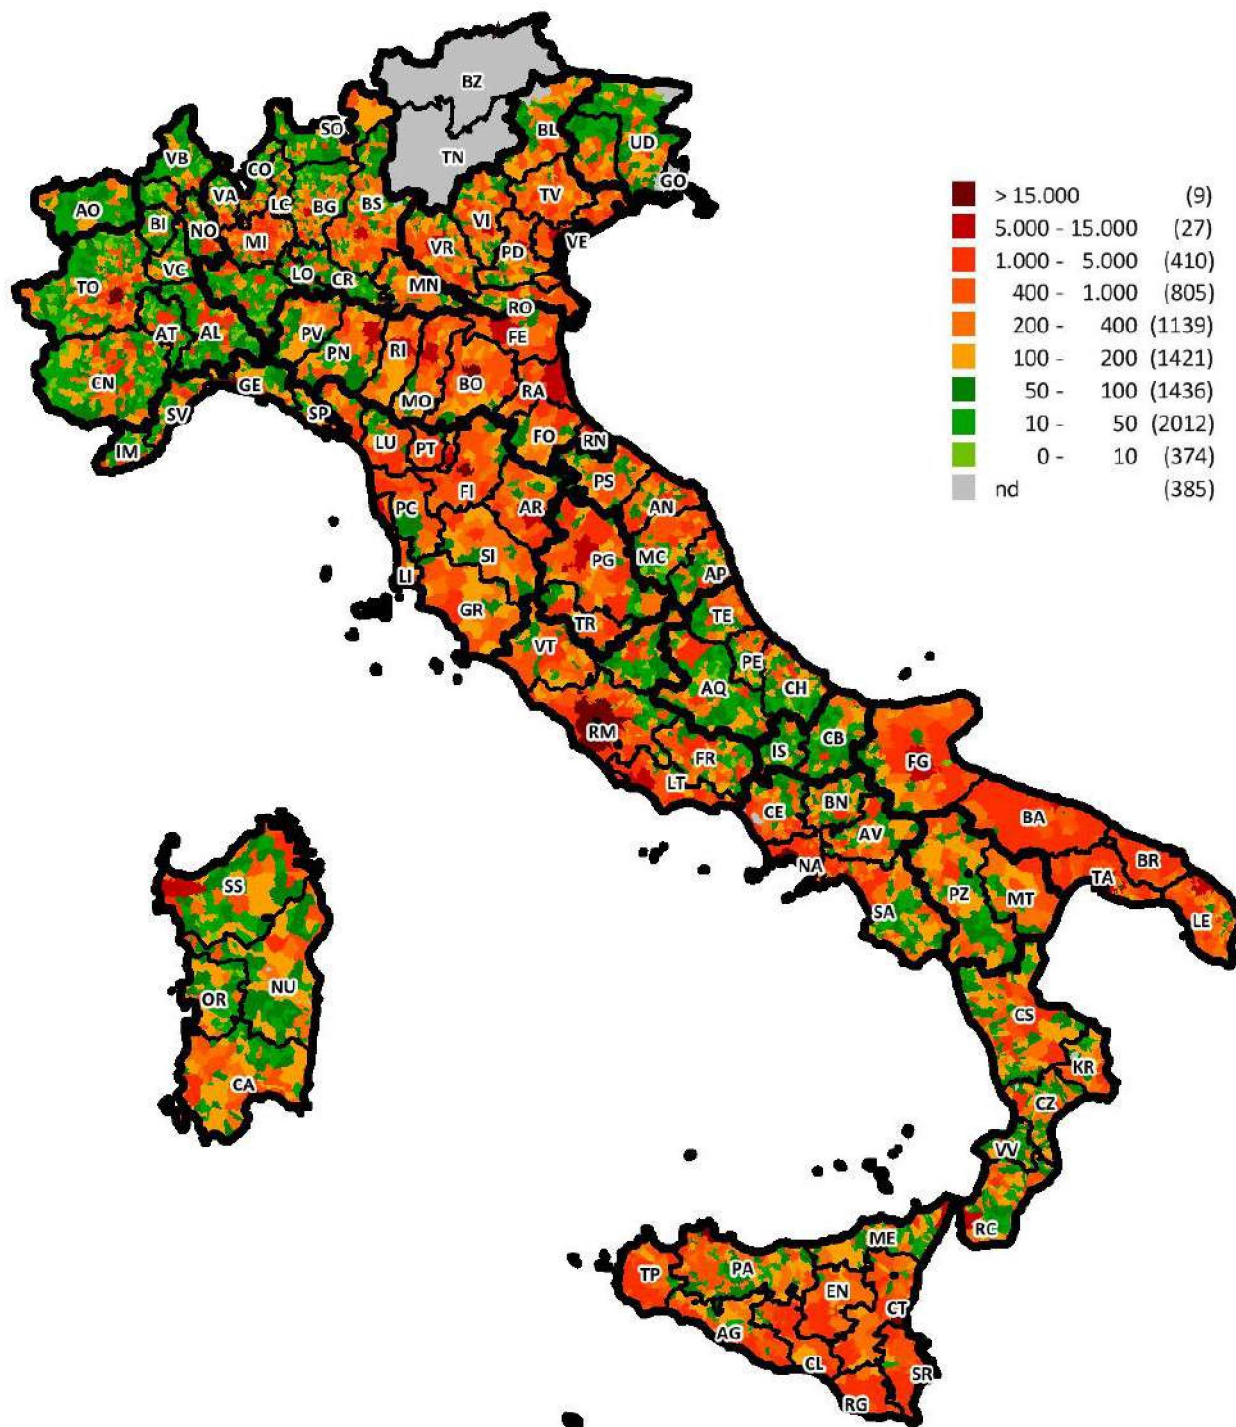 BZ
SO
TN
BL
UD
GO
VB
CO
VA
LC
BG
BS
TV
AO
BI
NO
MI
VI
VR
PD
VE
TO
VC
LO
CR
MN
RO
AT
AL
PV
PN
RI
FE
CN
GE
MO
BO
RA
SV
SP
LU
PT
FO
RN
IM
FI
PS
PC
AR
AN
SI
PG
MC
LI
AP
GR
TR
TE
VT
PE
AQ
CH
RM
FR
IS
CB
FG
LT
CE
BN
AV
BA
NA
BR
TA
SS
PZ
MT
SA
LE
OR
NU
CS
CA
KR
CZ
VV
RC
ME
TP
PA
EN
CT
AG
CL
SR
RG
> 15.000 (9)
5.000 - 15.000 (27)
1.000 - 5.000 (410)
400 - 1.000 (805)
200 - 400 (1139)
100 - 200 (1421)
50 - 100 (1436)
10 - 50 (2012)
0 - 10 (374)
nd (385)